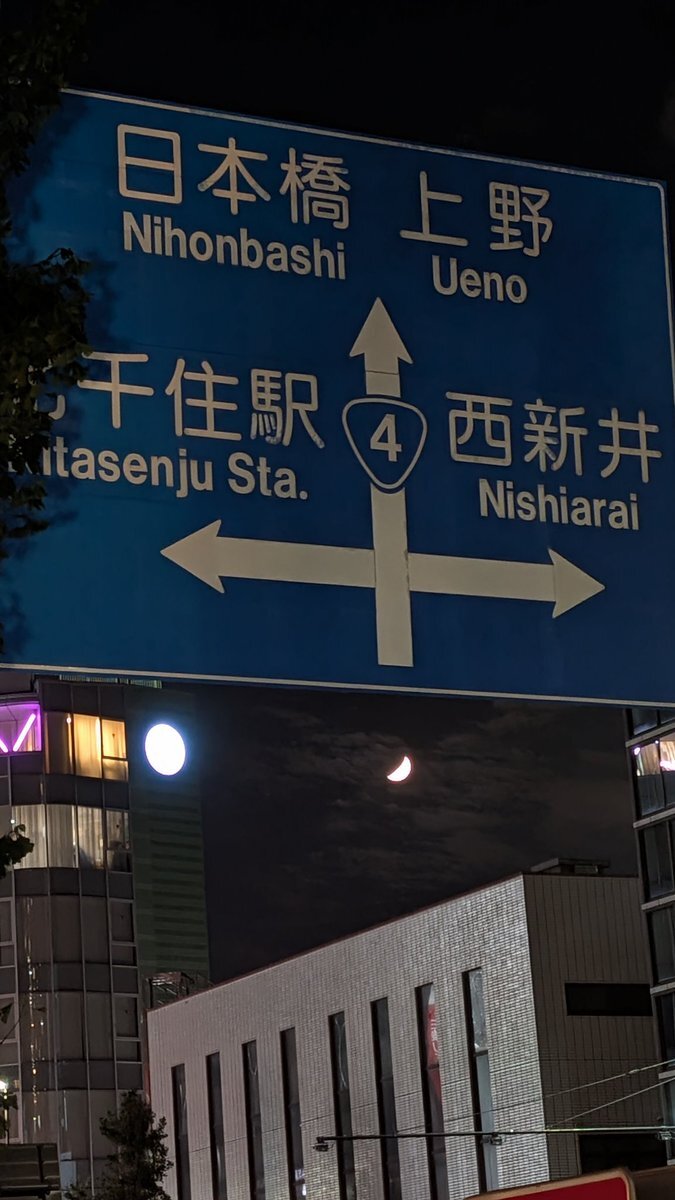 日本橋 上野
Nihonbashi Ueno
千住駅 西新井
itasenju Sta. Nishiarai
4